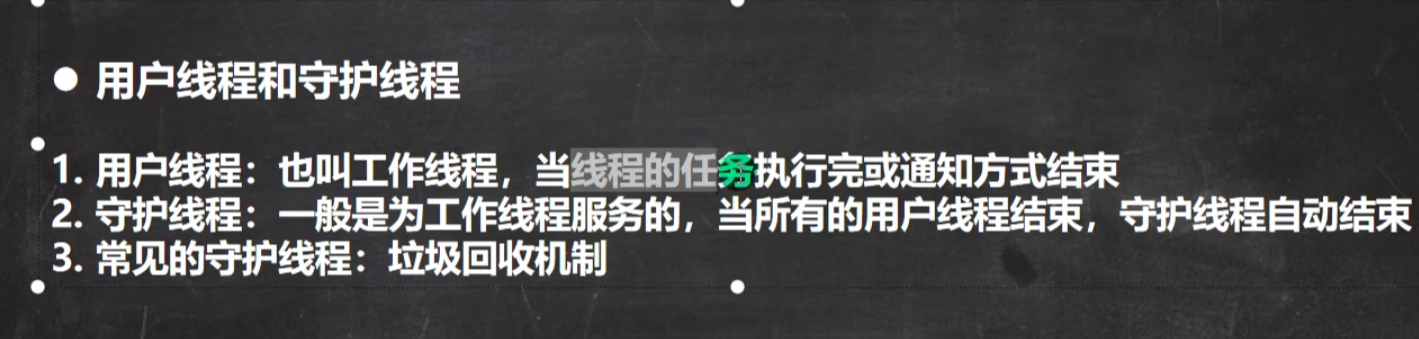 ● 用户线程和守护线程
1. 用户线程：也叫工作线程，当线程的任务执行完或通知方式结束
2. 守护线程：一般是为工作线程服务的，当所有的用户线程结束，守护线程自动结束
3. 常见的守护线程：垃圾回收机制